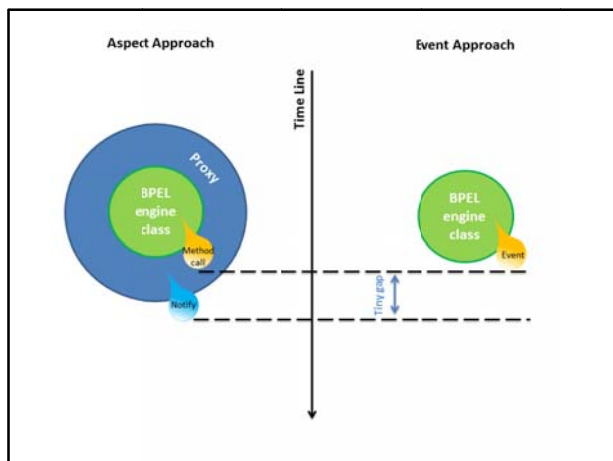 Aspect Approach
Event Approach
Time Line
Proxy
BPEL
engine
class
Method
call
Notify
BPEL
engine
class
Event
Tiny gap